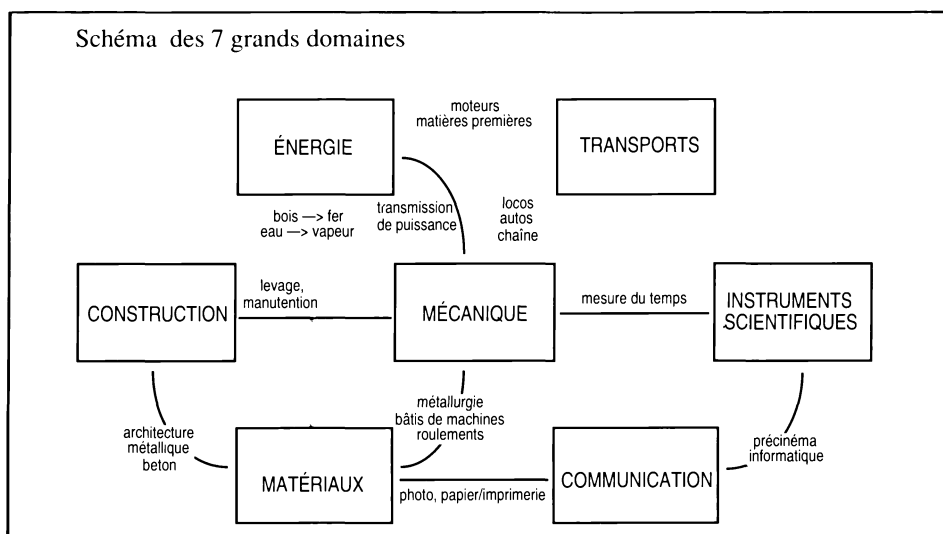 Schéma des 7 grands domaines
moteurs
matières premières
ÉNERGIE
TRANSPORTS
bois —> fer
eau —> vapeur
transmission
de puissance
locos
autos
chaîne
CONSTRUCTION
levage,
manutention
MÉCANIQUE
mesure du temps
INSTRUMENTS
SCIENTIFIQUES
architecture
métallique
beton
métallurgie
bâtis de machines
roulements
précinéma
informatique
MATÉRIAUX
photo, papier/imprimerie
COMMUNICATION